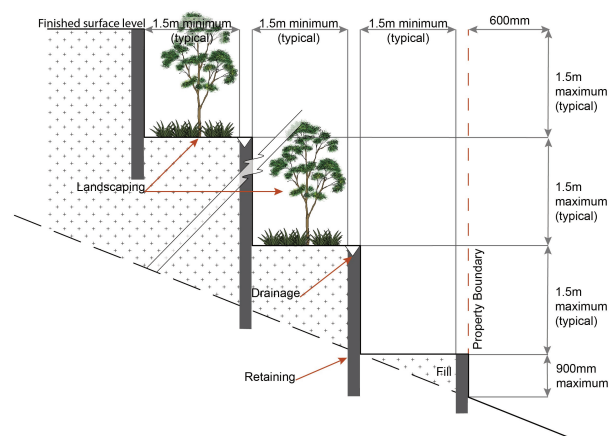 Finished surface level
1.5m minimum
(typical)
1.5m minimum
(typical)
1.5m minimum
(typical)
600mm
1.5m
maximum
(typical)
Landscaping
1.5m
maximum
(typical)
Drainage
Property Boundary
1.5m
maximum
(typical)
Retaining
Fill
900mm
maximum